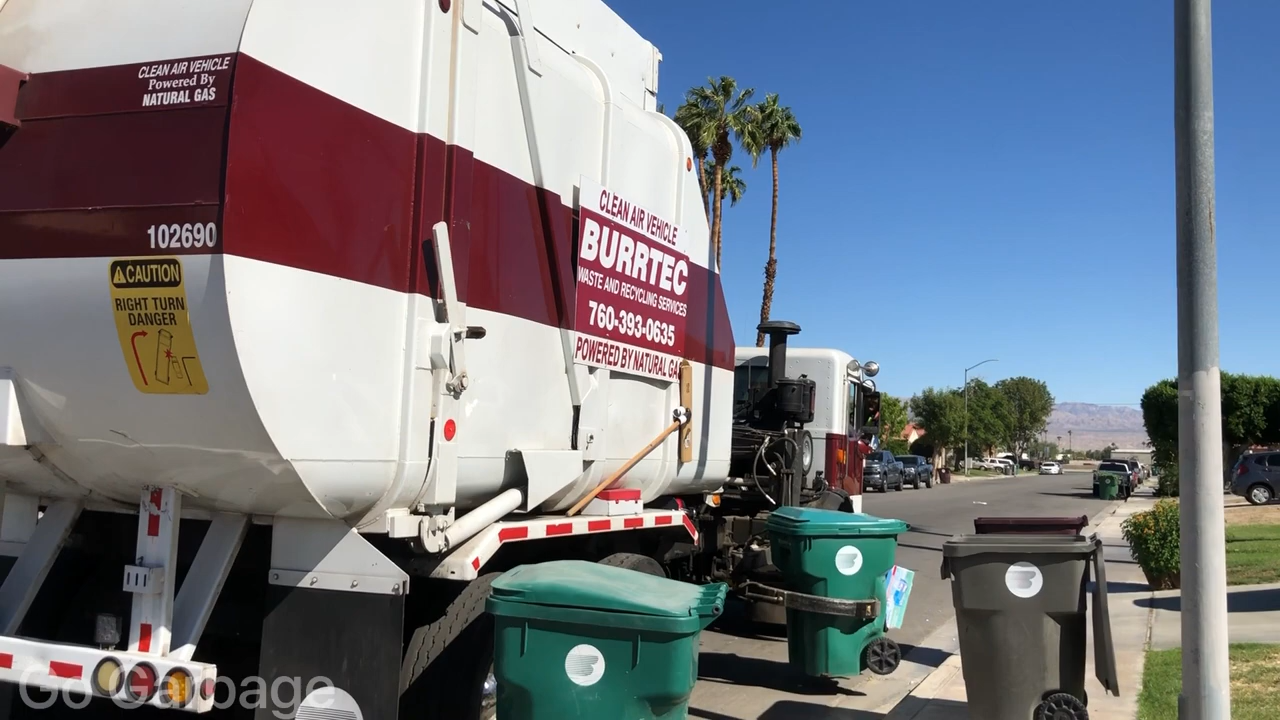 CLEAN AIR VEHICLE
Powered By
NATURAL GAS
102690
CAUTION
RIGHT TURN
DANGER
CLEAN AIR VEHICLE
BURRTEC
WASTE AND RECYCLING SERVICES
760-393-0635
POWERED BY NATURAL GA
Go Garbage